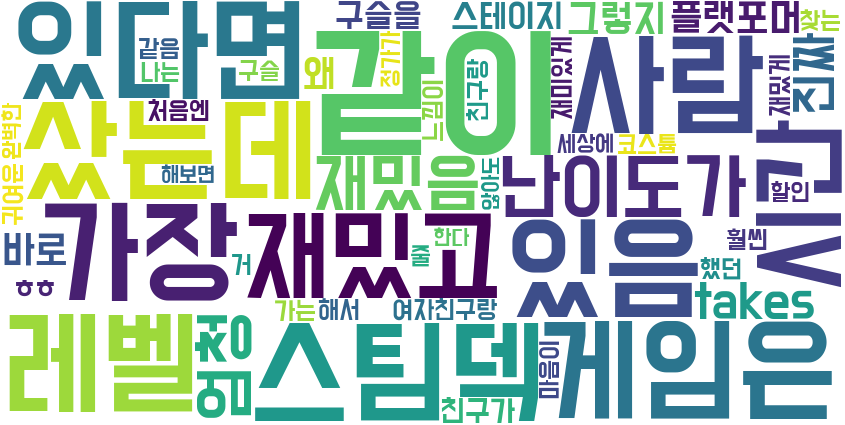 있다면
같이
사람
구슬을
스테이지
그렇지
플랫포머
찾는
같음
나는
구슬
왜
정가가
느낌이
친구랑
재미있게
재밌게
진짜
귀여운
완벽한
샀는데
처음엔
해보면
재밌음
않아도
세상에
코스튬
난이도가
할인
시간
바로
ㅎㅎ
가장
거
재밌고
한다
줄
있음
훨씬
했던
takes
가는
해서
여자친구랑
레벨
엄청
스팀덱
친구가
마음이
게임은